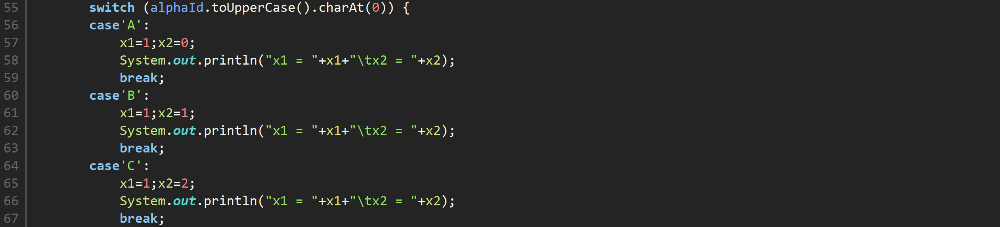 55 switch (alphaId.toUpperCase().charAt(0)) {
56 case'A':
57 x1=1;x2=0;
58 System.out.println("x1 = "+x1+"\tx2 = "+x2);
59 break;
60 case'B':
61 x1=1;x2=1;
62 System.out.println("x1 = "+x1+"\tx2 = "+x2);
63 break;
64 case'C':
65 x1=1;x2=2;
66 System.out.println("x1 = "+x1+"\tx2 = "+x2);
67 break;